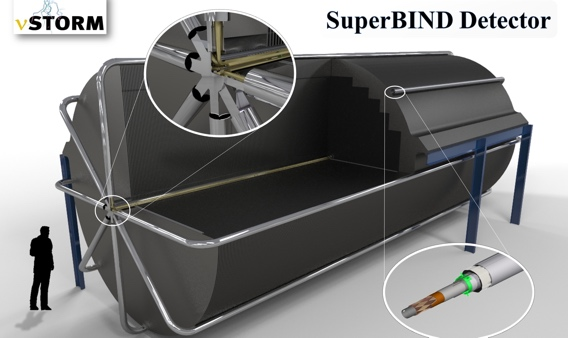 νSTORM
SuperBIND Detector